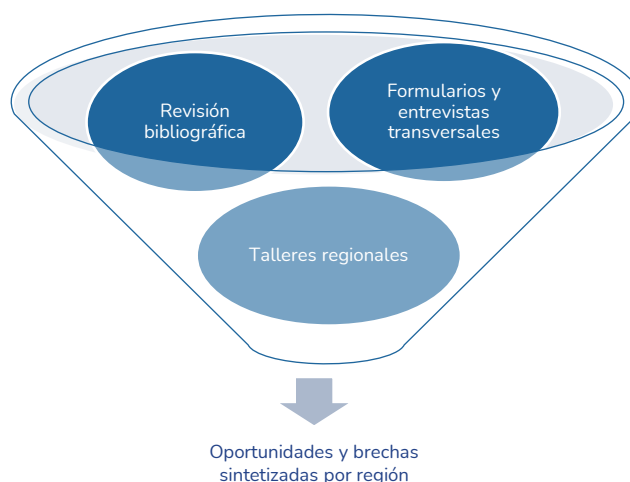 Revisión
bibliográfica
Formularios y
entrevistas
transversales
Talleres regionales
Oportunidades y brechas
sintetizadas por región